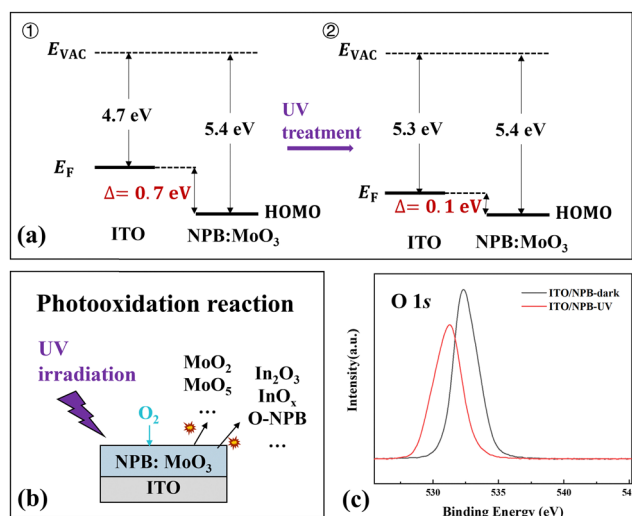 ① ②
E_VAC E_VAC
4.7 eV 5.4 eV UV treatment 5.3 eV 5.4 eV
E_F E_F
Δ= 0.7 eV HOMO Δ= 0.1 eV HOMO
(a) ITO NPB:MoO₃ ITO NPB:MoO₃
Photooxidation reaction
UV
irradiation
MoO₂
MoO₅
...
In₂O₃
InOₓ
O-NPB
...
O₂
NPB: MoO₃
ITO
(b)
O 1s
ITO/NPB-dark
ITO/NPB-UV
Intensity(a.u.)
530 535 540 54
Binding Energy (eV)
(c)